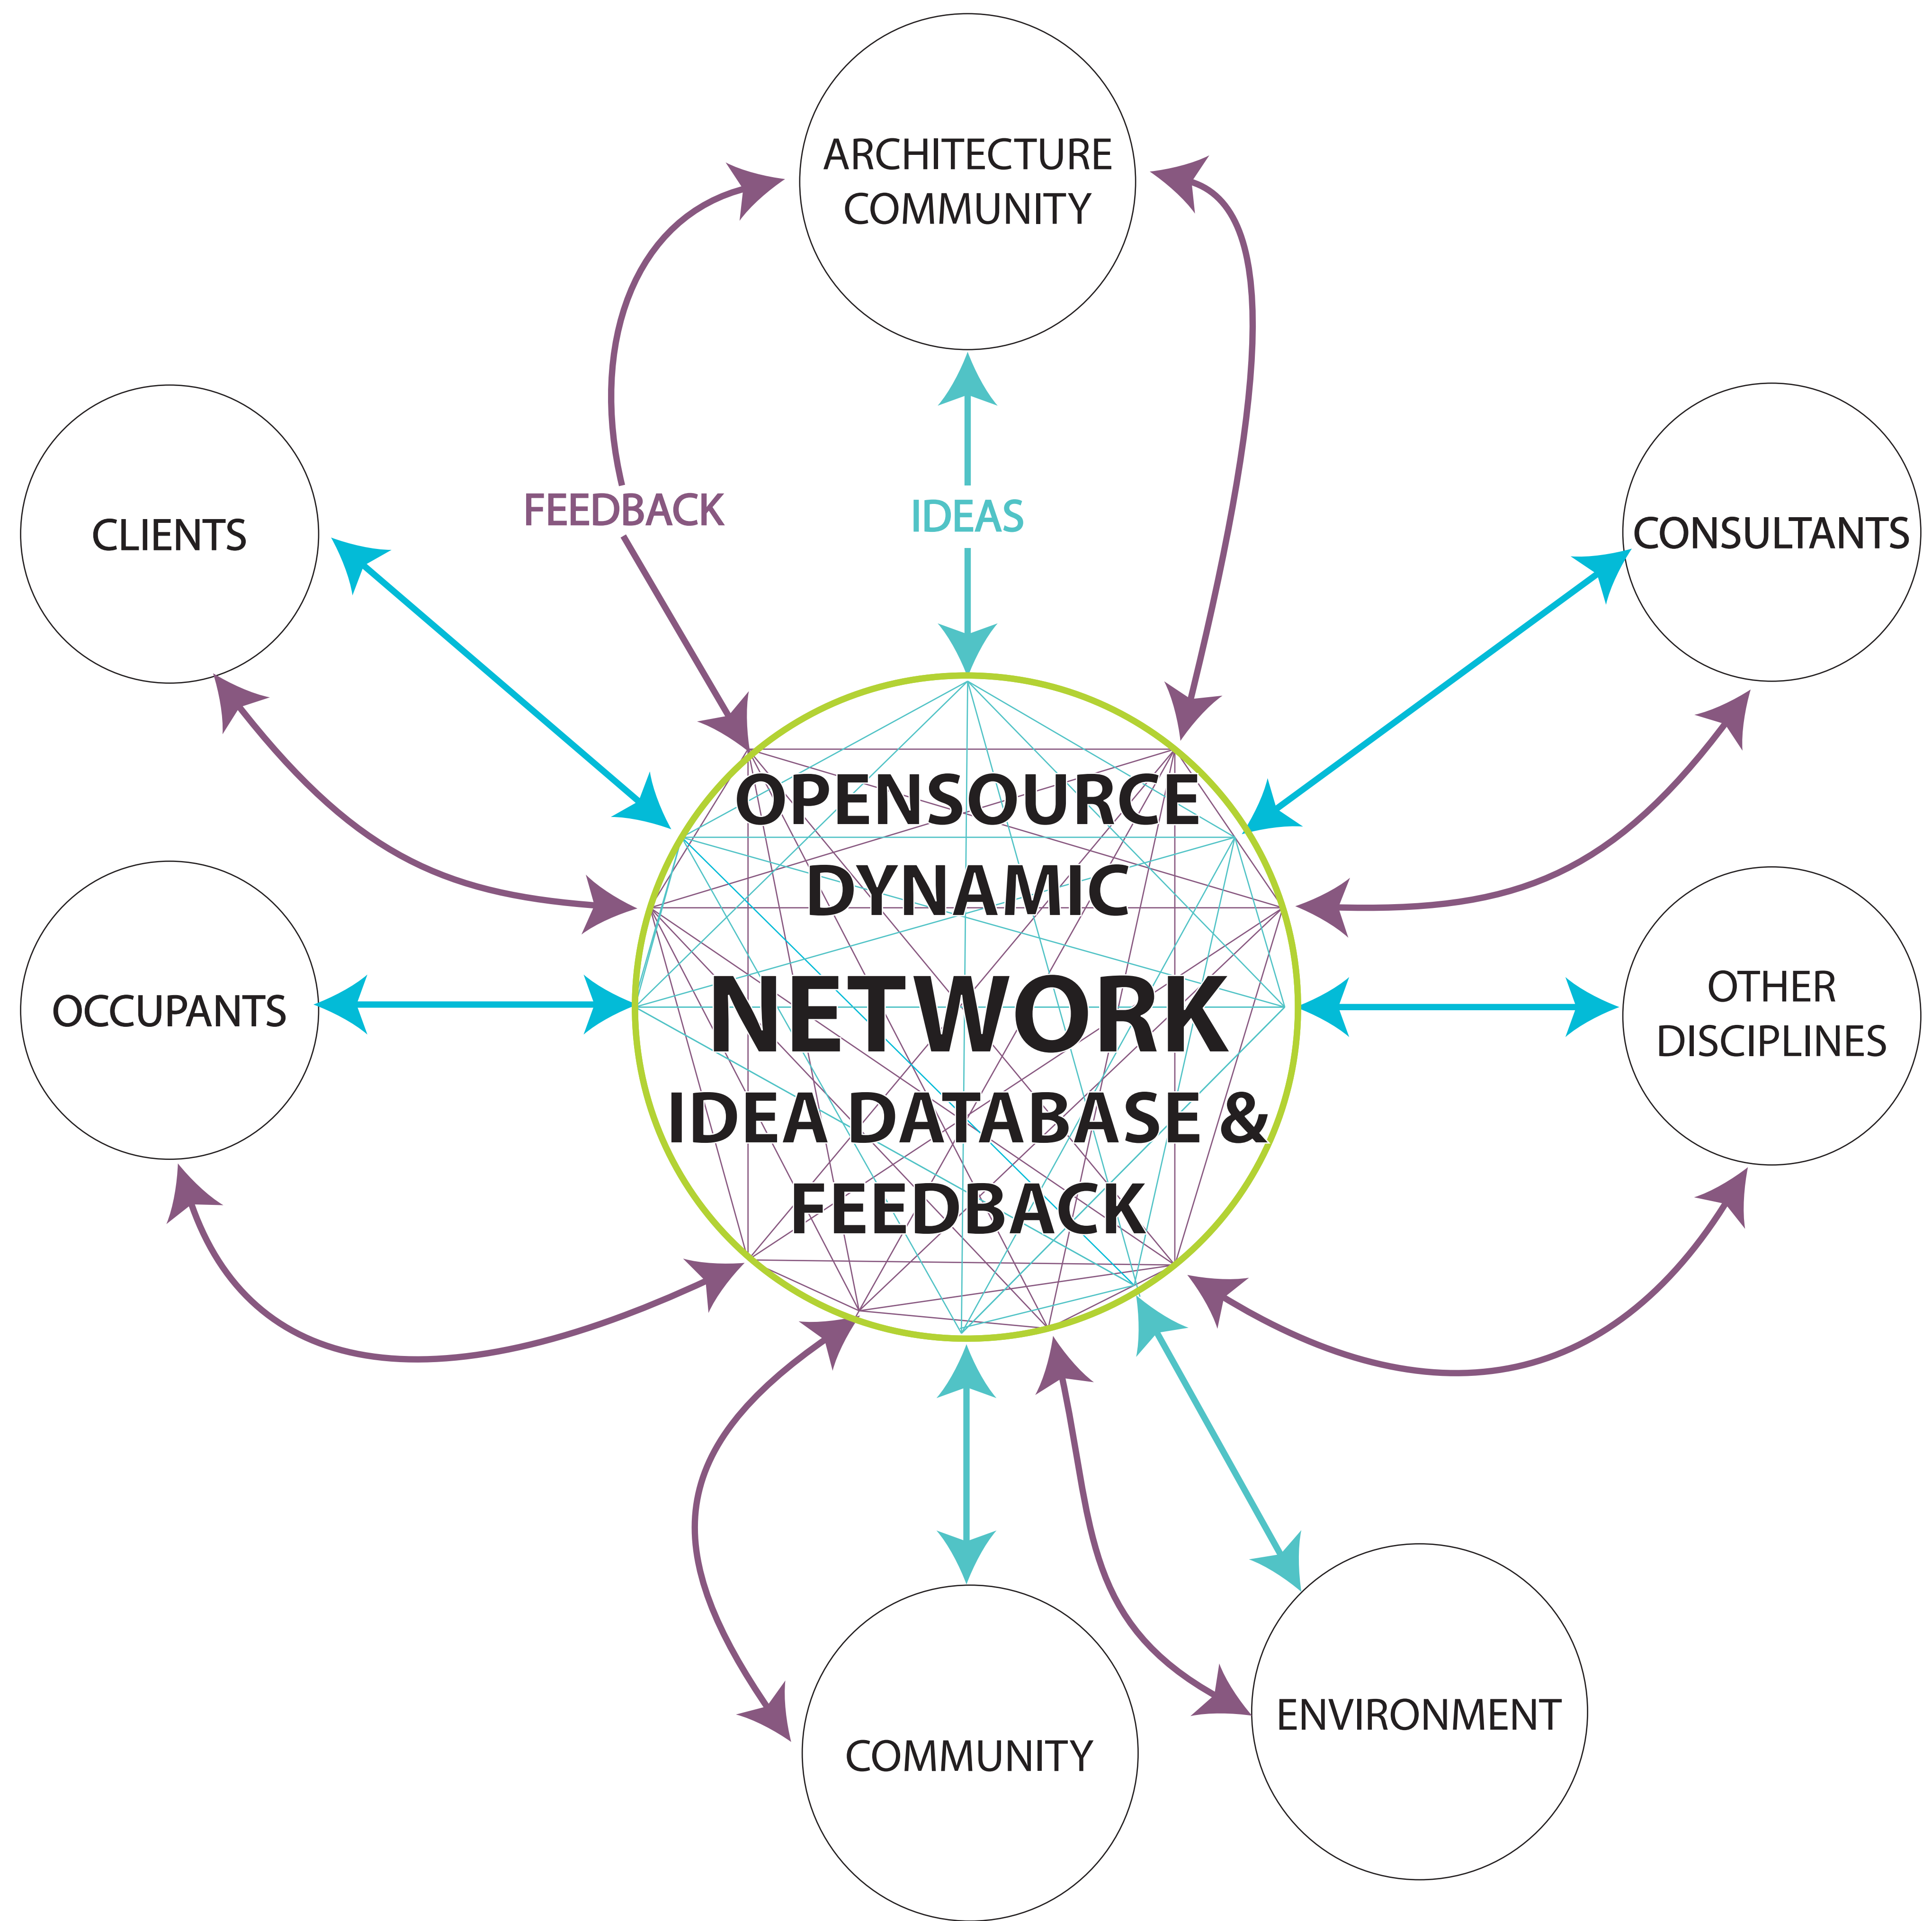 ARCHITECTURE
COMMUNITY
FEEDBACK
IDEAS
CLIENTS
CONSULTANTS
OPENSOURCE
DYNAMIC
NETWORK
IDEA DATABASE &
FEEDBACK
OCCUPANTS
OTHER
DISCIPLINES
COMMUNITY
ENVIRONMENT